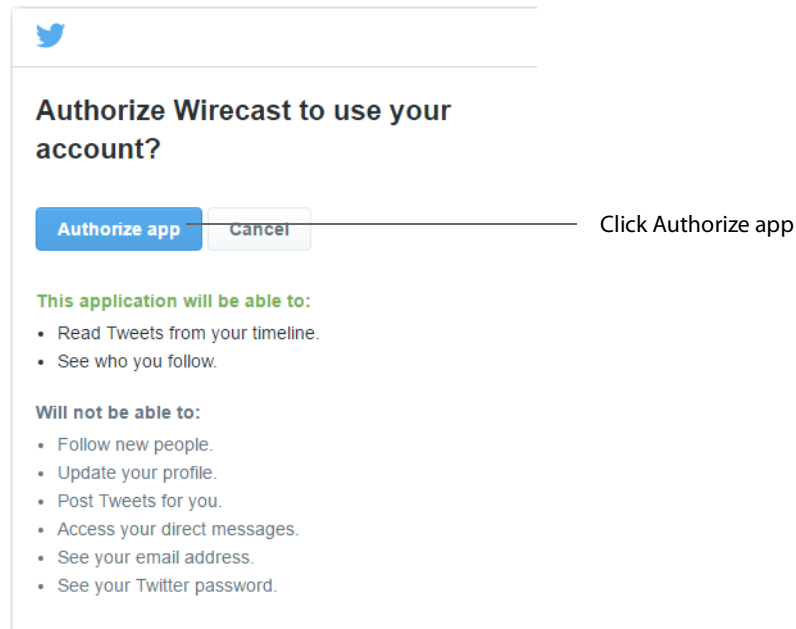 Authorize Wirecast to use your
account?
Authorize app
Cancel
Click Authorize app
This application will be able to:
• Read Tweets from your timeline.
• See who you follow.
Will not be able to:
• Follow new people.
• Update your profile.
• Post Tweets for you.
• Access your direct messages.
• See your email address.
• See your Twitter password.